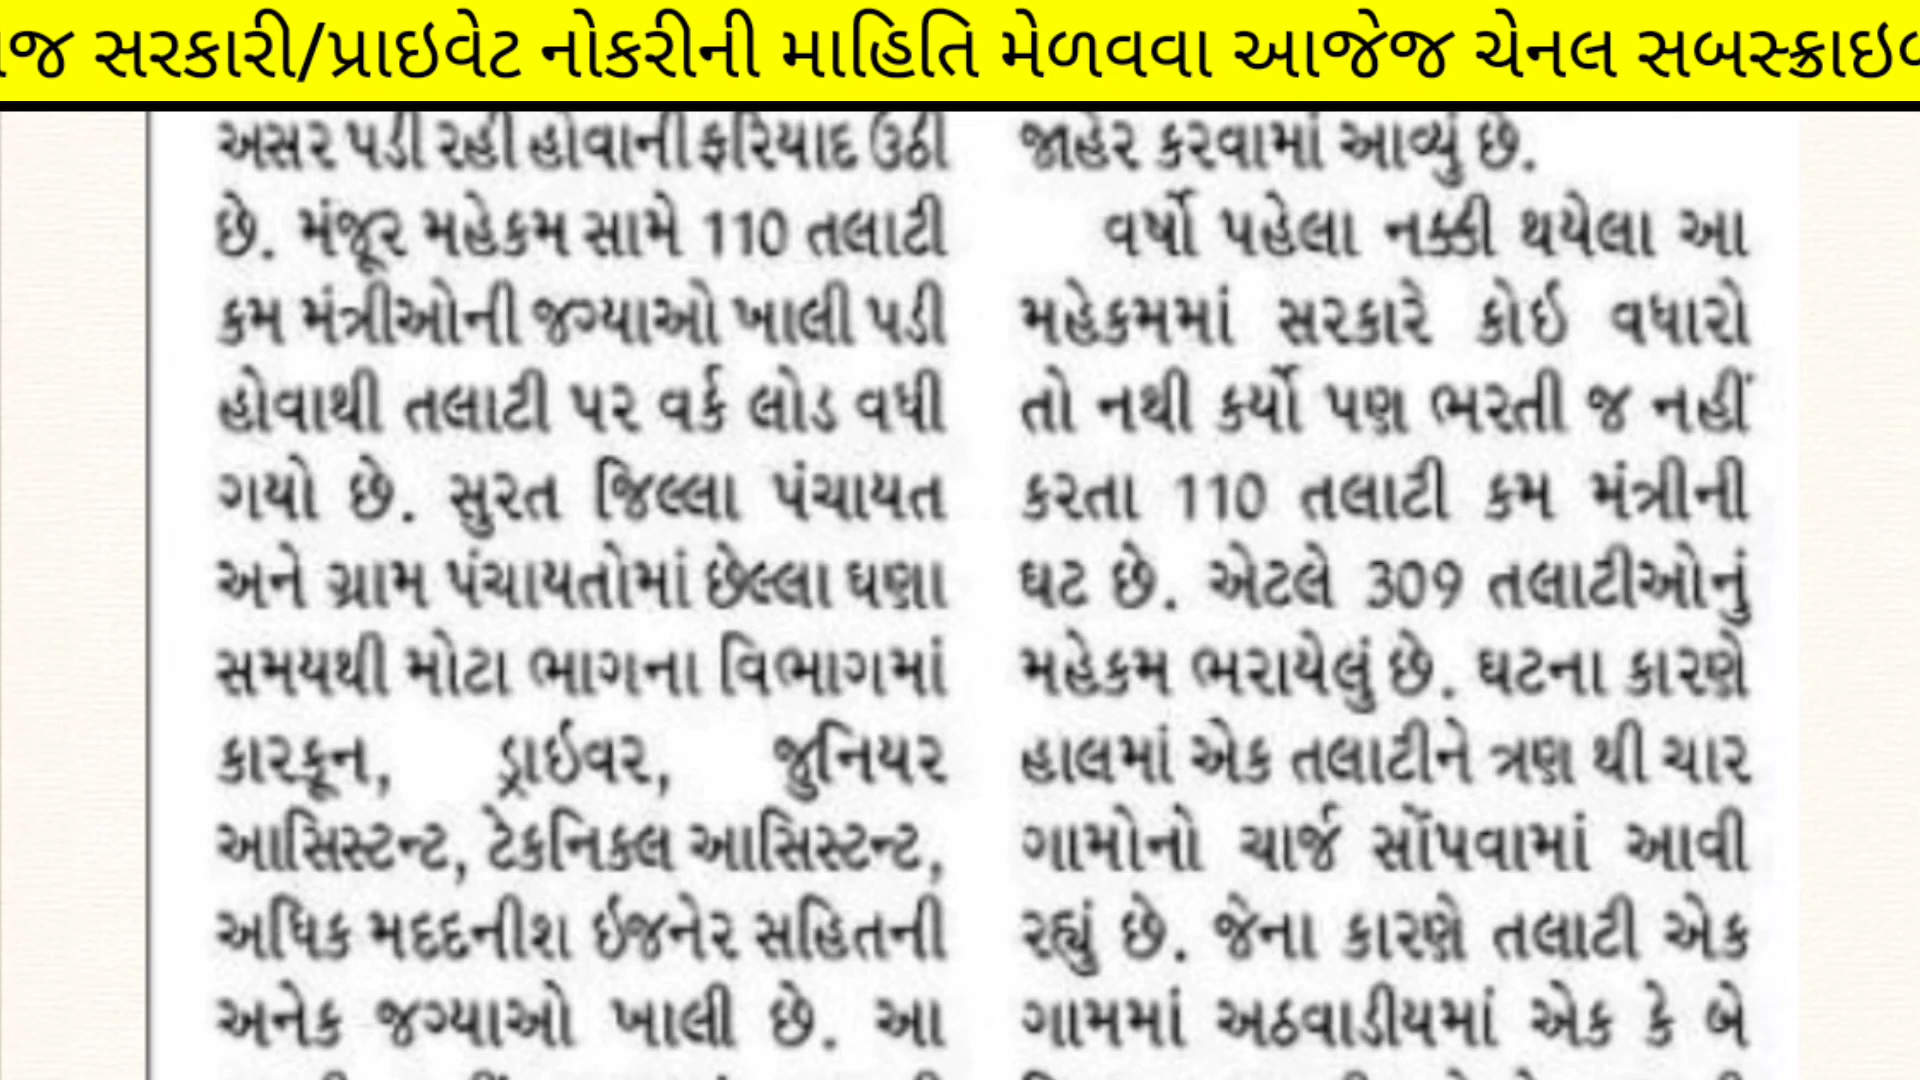 સરકારી/પ્રાઇવેટ નોકરીની માહિતિ મેળવવા આજેજ ચેનલ
અસર પડી રહી હોવાની ફરિયાદ ઉઠી
છે. મંજૂર મહેકમ સામે 110 તલાટી
કમ મંત્રીઓની જગ્યાઓ ખાલી પડી
હોવાથી તલાટી પર વર્ક લોડ વધી
ગયો છે. સુરત જિલ્લા પંચાયત
અને ગ્રામ પંચાયતોમાં છેલ્લા ઘણા
સમયથી મોટા ભાગના વિભાગમાં
કારકૂન, ડ્રાઇવર, જુનિયર
આસિસ્ટન્ટ, ટેકનિકલ આસિસ્ટન્ટ,
અધિક મદદનીશ ઇજનેર સહિતની
અનેક જગ્યાઓ ખાલી છે. આ
જાહેર કરવામાં આવ્યું છે.
વર્ષો પહેલા નક્કી થયેલા આ
મહેકમમાં સરકારે કોઇ વધારો
તો નથી કર્યો પણ ભરતી જ નહીં
કરતા 110 તલાટી કમ મંત્રીની
ઘટ છે. એટલે 309 તલાટીઓનું
મહેકમ ભરાયેલું છે. ઘટના કારણે
હાલમાં એક તલાટીને ત્રણ થી ચાર
ગામોનો ચાર્જ સોંપવામાં આવી
રહ્યું છે. જેના કારણે તલાટી એક
ગામમાં અઠવાડીયમાં એક કે બે